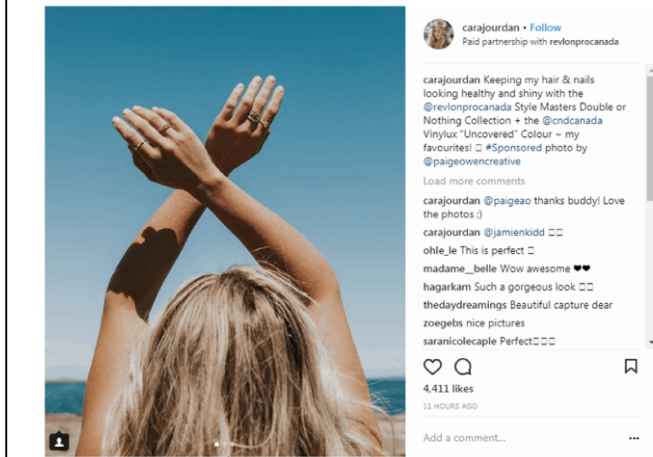 carajourdan • Follow
Paid partnership with revlonprocanada
carajourdan Keeping my hair & nails
looking healthy and shiny with the
@revlonprocanada Style Masters Double or
Nothing Collection + the @cndcanada
Vinylux "Uncovered" Colour ~ my
favourites! □ #Sponsored photo by
@paigeowencreative
Load more comments
carajourdan @paigeao thanks buddy! Love
the photos ;)
carajourdan @jamienkidd □□
ohle_le This is perfect □
madame__belle Wow awesome ♥♥
hagarkam Such a gorgeous look □□
thedaydreamings Beautiful capture dear
zoegebs nice pictures
saranicolecaple Perfect□□□
4,411 likes
11 HOURS AGO
Add a comment...